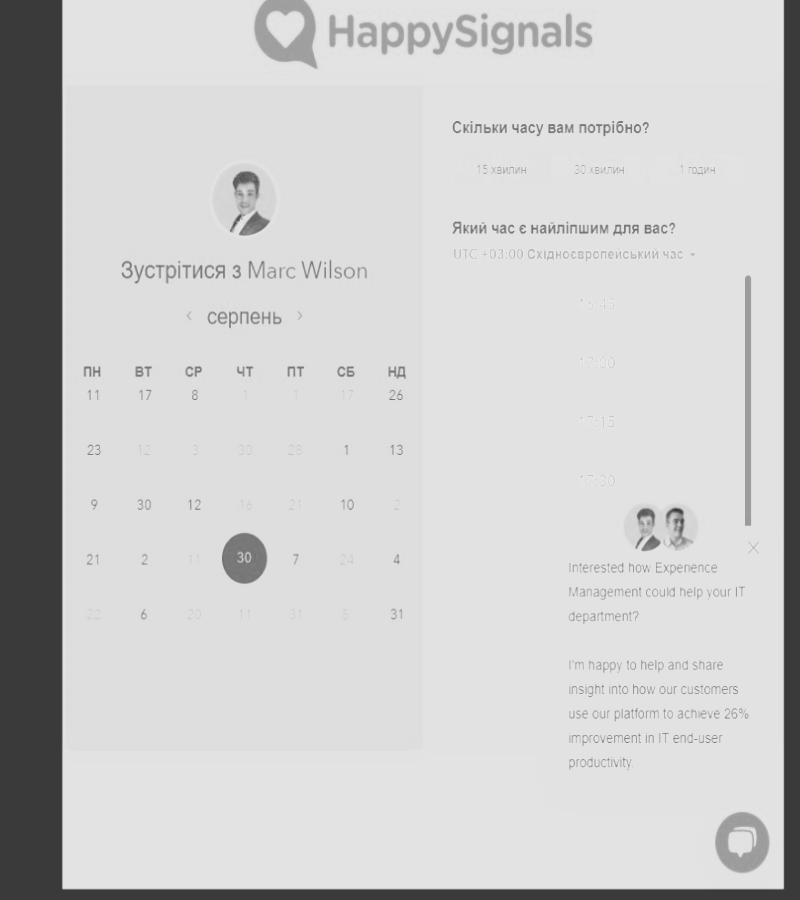 HappySignals
Зустрітися з Marc Wilson
‹ серпень ›
ПН ВТ СР ЧТ ПТ СБ НД
11 17 8 1 1 17 26
23 12 3 30 28 1 13
9 30 12 16 21 10 2
21 2 11 30 7 24 4
22 6 20 11 31 5 31
Скільки часу вам потрібно?
15 хвилин 30 хвилин 1 годин
Який час є найліпшим для вас?
UTC +03:00 Східноєвропейський час
16:45
17:00
17:15
17:30
Interested how Experience
Management could help your IT
department?
I'm happy to help and share
insight into how our customers
use our platform to achieve 26%
improvement in IT end-user
productivity.